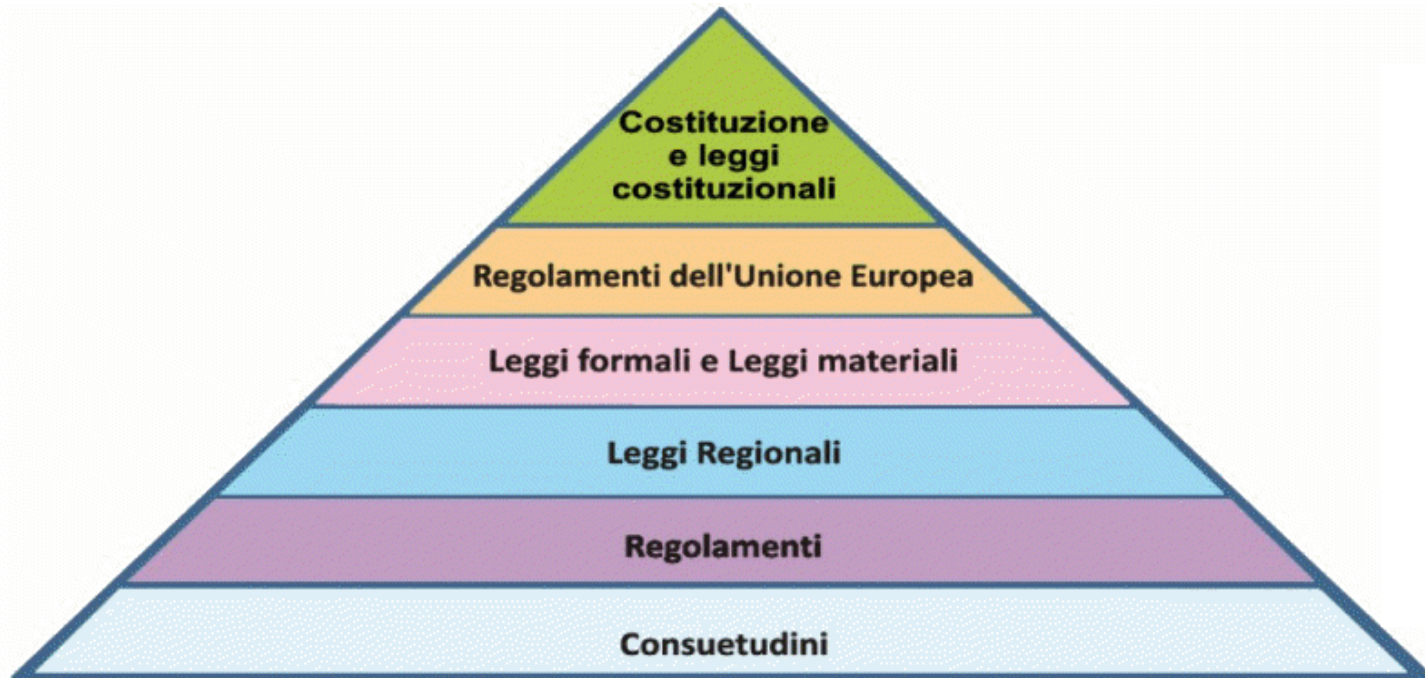 Costituzione
e leggi
costituzionali
Regolamenti dell'Unione Europea
Leggi formali e Leggi materiali
Leggi Regionali
Regolamenti
Consuetudini